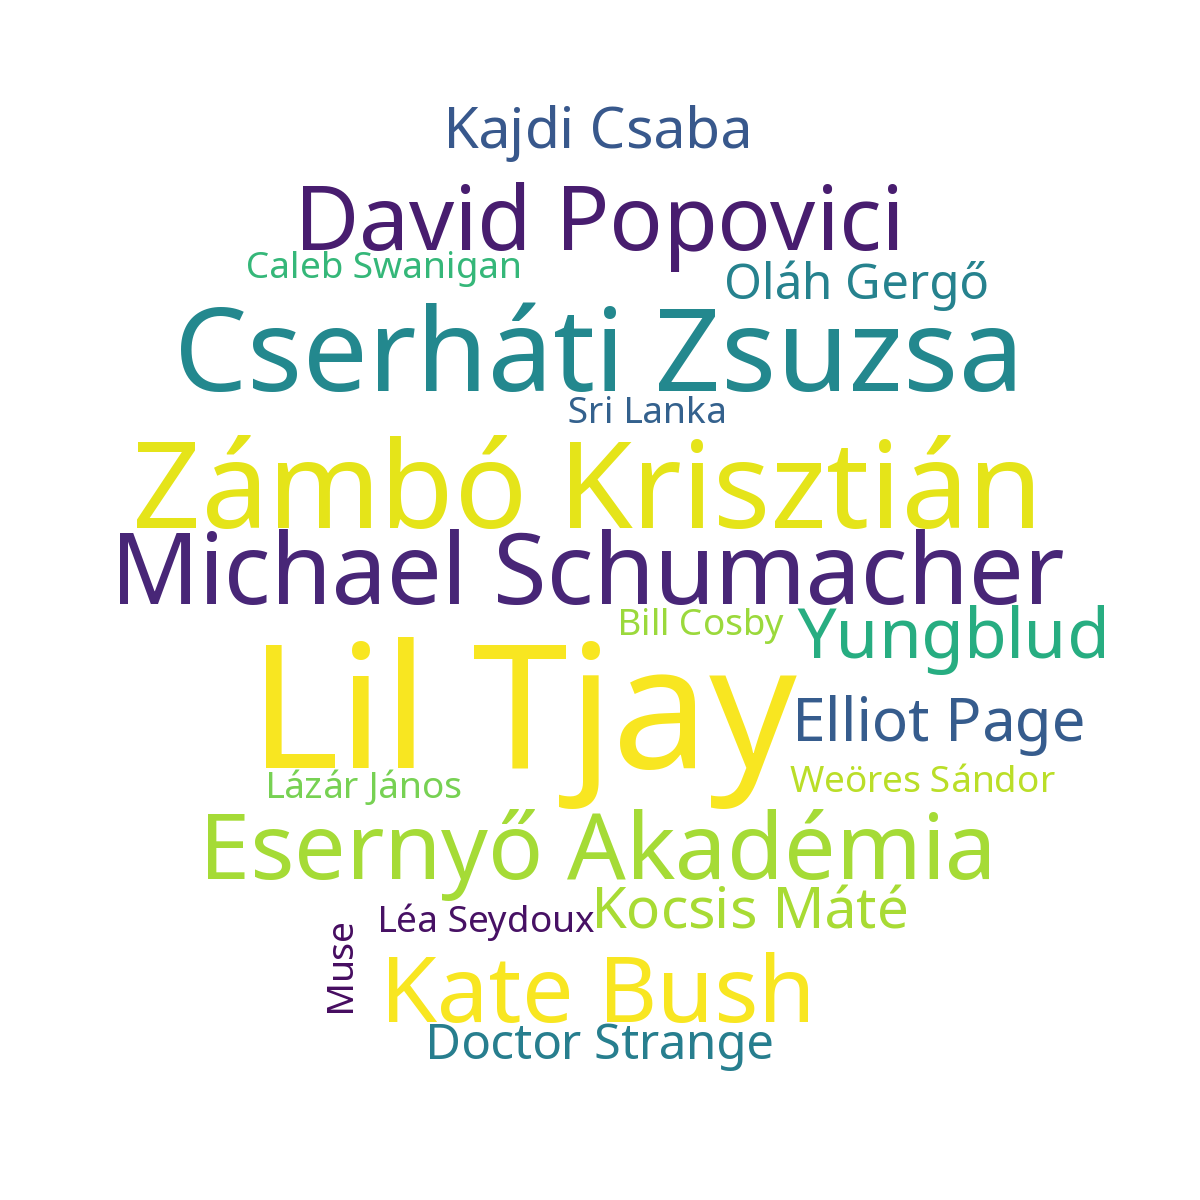 Kajdi Csaba
David Popovici
Caleb Swanigan
Oláh Gergő
Cserháti Zsuzsa
Sri Lanka
Zámbó Krisztián
Michael Schumacher
Bill Cosby
Yungblud
Lil Tjay
Elliot Page
Lázár János
Weöres Sándor
Esernyő Akadémia
Kocsis Máté
Léa Seydoux
Muse
Kate Bush
Doctor Strange